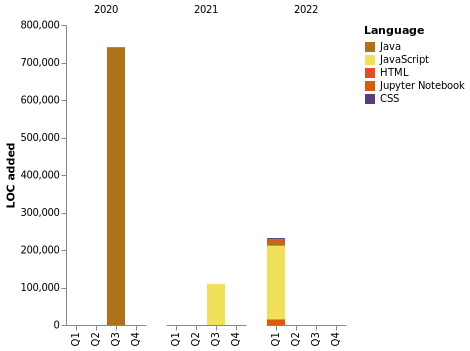 2020 2021 2022
800,000
700,000
600,000
500,000
400,000
300,000
200,000
100,000
0
LOC added
Q1 Q2 Q3 Q4 Q1 Q2 Q3 Q4 Q1 Q2 Q3 Q4
Language
Java
JavaScript
HTML
Jupyter Notebook
CSS